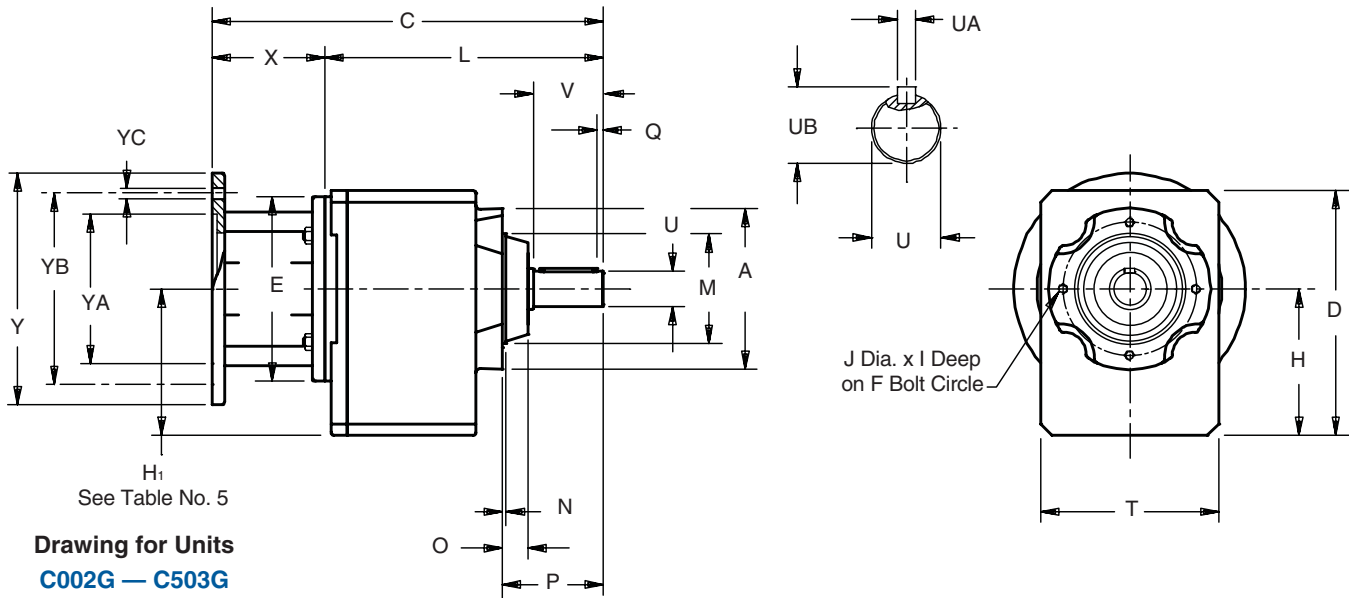 C
UA
X
L
V
Q
YC
UB
U
U
A
E
M
YB
YA
Y
D
H
J Dia. x I Deep
on F Bolt Circle
H1
See Table No. 5
N
T
O
P
Drawing for Units
C002G — C503G